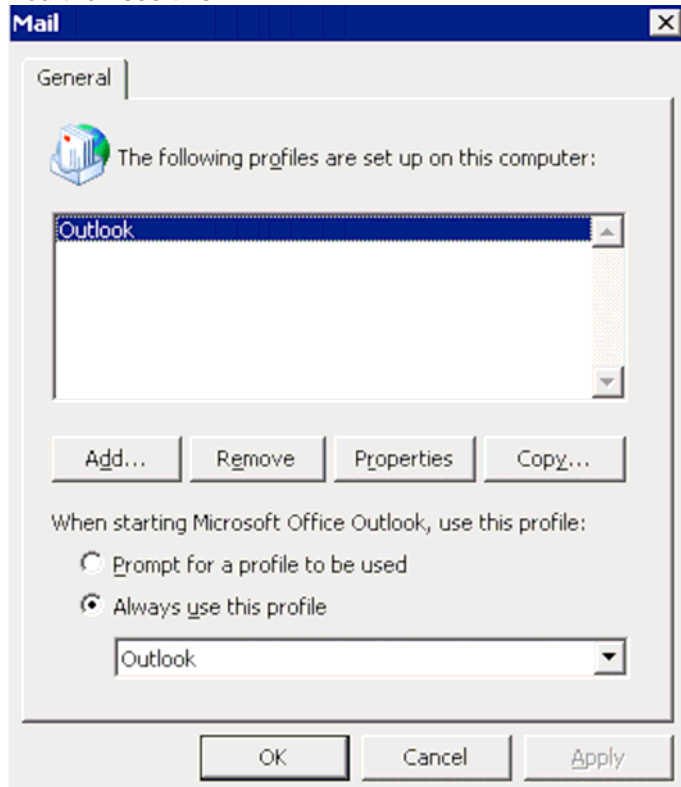 Mail
General
The following profiles are set up on this computer:
Outlook
Add... Remove Properties Copy...
When starting Microsoft Office Outlook, use this profile:
Prompt for a profile to be used
Always use this profile
Outlook
OK Cancel Apply